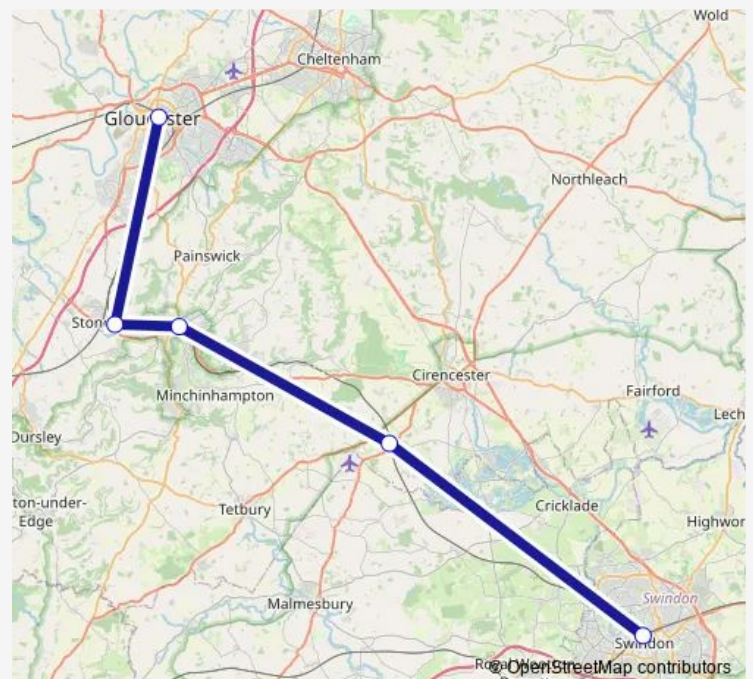 Wold
Cheltenham
Gloucester
Northleach
Painswick
Ston
Cirencester
Minchinhampton
Fairford
Dursley
Lech
ton-under-
Edge
Tetbury
Cricklade
Highwor
Malmesbury
Swindon
Swindon
© OpenStreetMap contributors